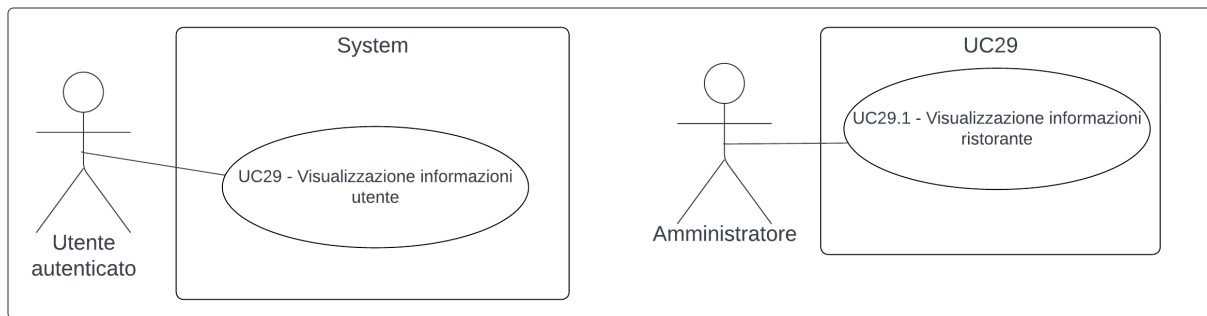 System
UC29 - Visualizzazione informazioni
utente
Utente
autenticato
UC29
UC29.1 - Visualizzazione informazioni
ristorante
Amministratore